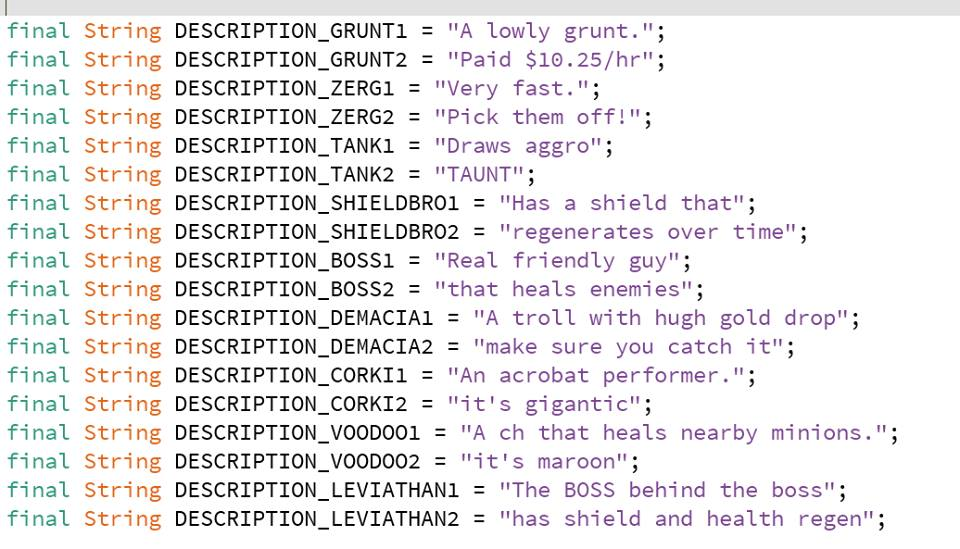 final String DESCRIPTION_GRUNT1 = "A lowly grunt.";
final String DESCRIPTION_GRUNT2 = "Paid $10.25/hr";
final String DESCRIPTION_ZERG1 = "Very fast.";
final String DESCRIPTION_ZERG2 = "Pick them off!";
final String DESCRIPTION_TANK1 = "Draws aggro";
final String DESCRIPTION_TANK2 = "TAUNT";
final String DESCRIPTION_SHIELDBRO1 = "Has a shield that";
final String DESCRIPTION_SHIELDBRO2 = "regenerates over time";
final String DESCRIPTION_BOSS1 = "Real friendly guy";
final String DESCRIPTION_BOSS2 = "that heals enemies";
final String DESCRIPTION_DEMACIA1 = "A troll with hugh gold drop";
final String DESCRIPTION_DEMACIA2 = "make sure you catch it";
final String DESCRIPTION_CORKI1 = "An acrobat performer.";
final String DESCRIPTION_CORKI2 = "it's gigantic";
final String DESCRIPTION_VOODOO1 = "A ch that heals nearby minions.";
final String DESCRIPTION_VOODOO2 = "it's maroon";
final String DESCRIPTION_LEVIATHAN1 = "The BOSS behind the boss";
final String DESCRIPTION_LEVIATHAN2 = "has shield and health regen";